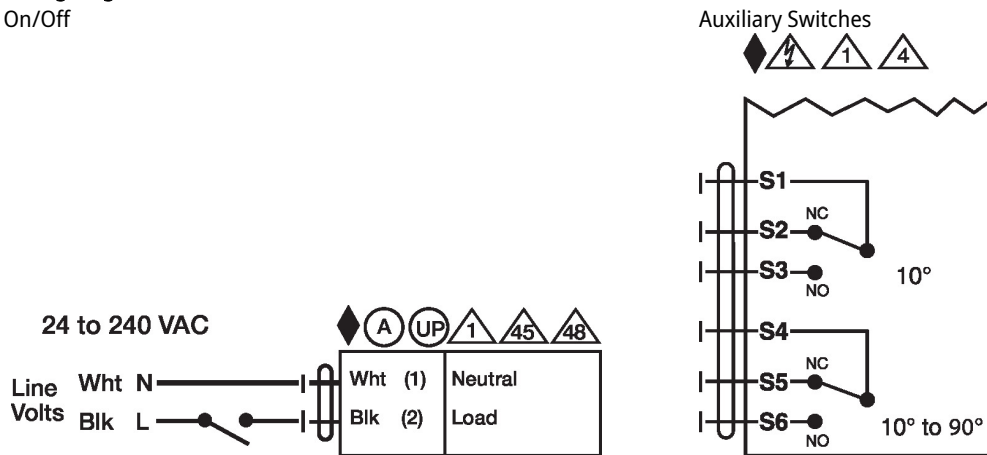 On/Off
24 to 240 VAC
A UP 1 45 48
Line Volts
Wht N
Blk L
Wht (1) Neutral
Blk (2) Load
Auxiliary Switches
1 4
S1
S2 NC
S3 NO
10°
S4
S5 NC
S6 NO
10° to 90°